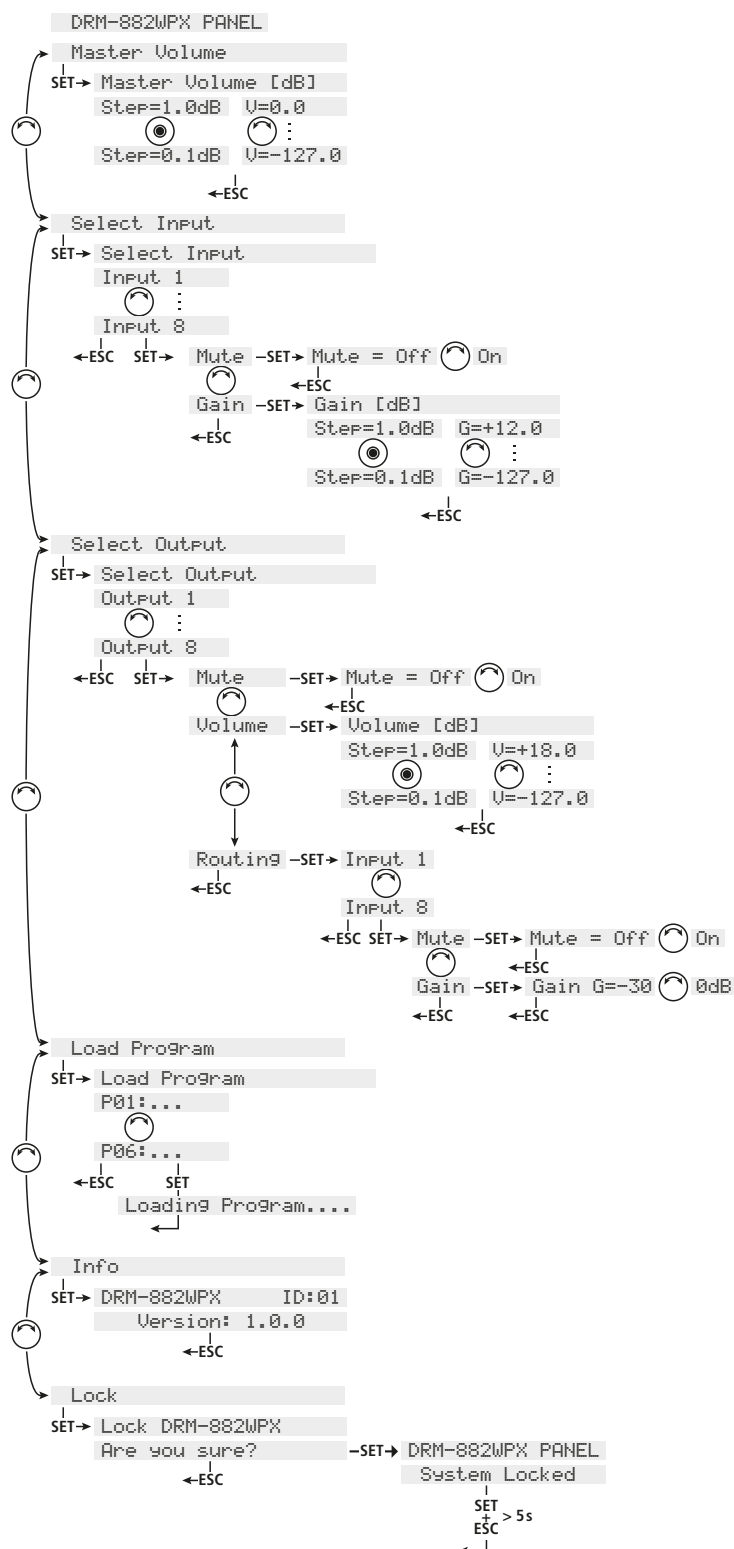 DRM-882WPX PANEL
Master Volume
SET Master Volume [dB]
Step=1.0dB V=0.0
Step=0.1dB V=-127.0
ESC
Select Input
SET Select Input
Input 1
Input 8
ESC SET Mute SET Mute = Off On
ESC
Gain SET Gain [dB]
ESC Step=1.0dB G=+12.0
Step=0.1dB G=-127.0
ESC
Select Output
SET Select Output
Output 1
Output 8
ESC SET Mute SET Mute = Off On
ESC
Volume SET Volume [dB]
Step=1.0dB V=+18.0
Step=0.1dB V=-127.0
ESC
Routing SET Input 1
ESC
Input 8
ESC SET Mute SET Mute = Off On
ESC
Gain SET Gain G=-30 0dB
ESC ESC
Load Program
SET Load Program
P01:...
P06:...
ESC SET
Loading Program....
Info
SET DRM-882WPX ID:01
Version: 1.0.0
ESC
Lock
SET Lock DRM-882WPX
Are you sure? SET DRM-882WPX PANEL
ESC System Locked
SET
+ > 5s
ESC